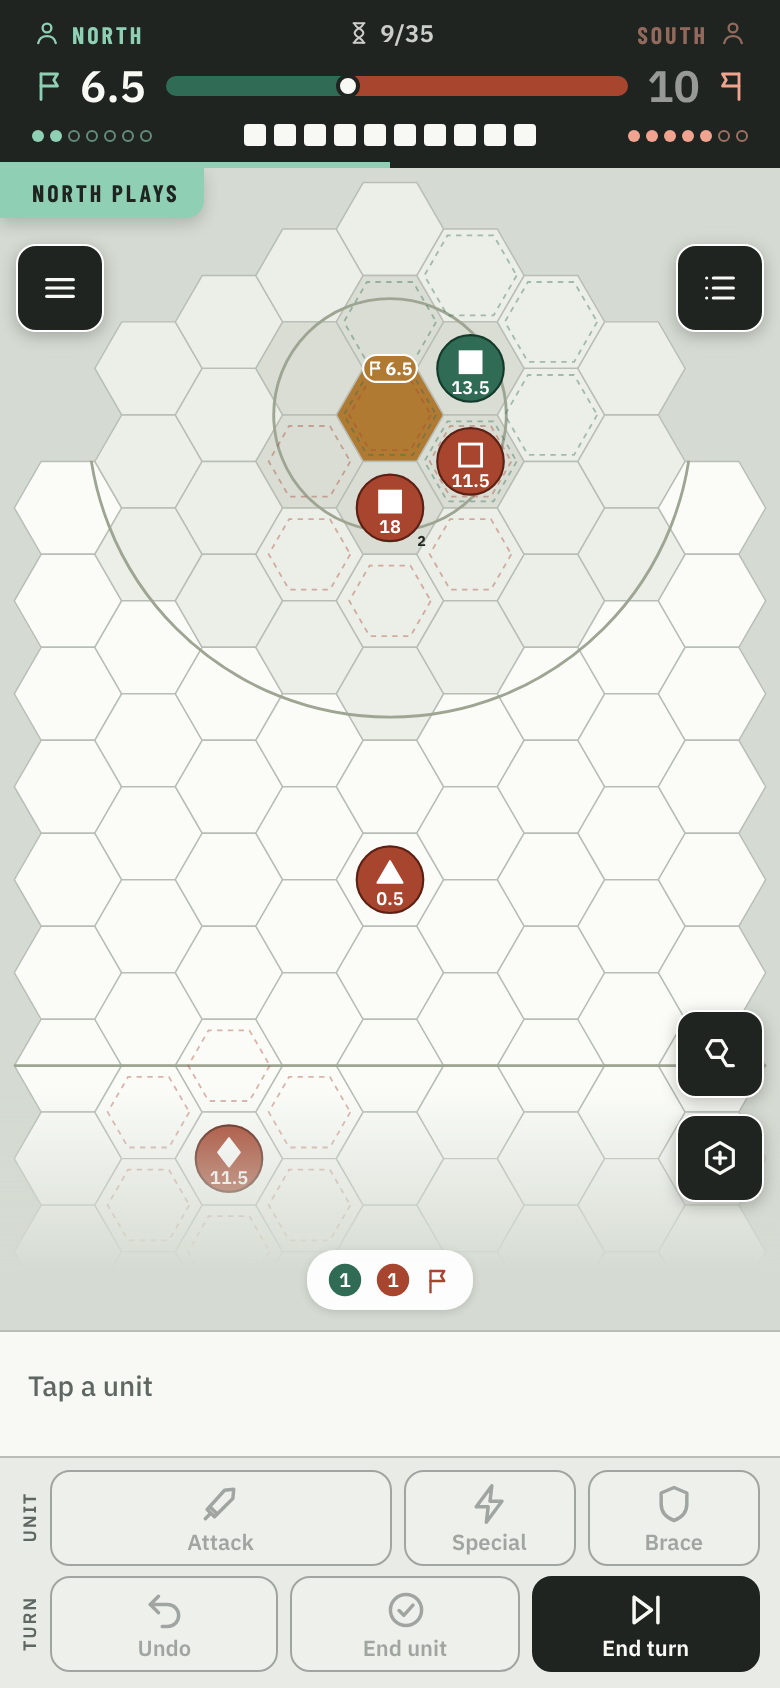 NORTH
9/35
SOUTH
6.5
10
NORTH PLAYS
6.5
13.5
11.5
18
2
0.5
11.5
1
1
Tap a unit
UNIT
Attack
Special
Brace
TURN
Undo
End unit
End turn